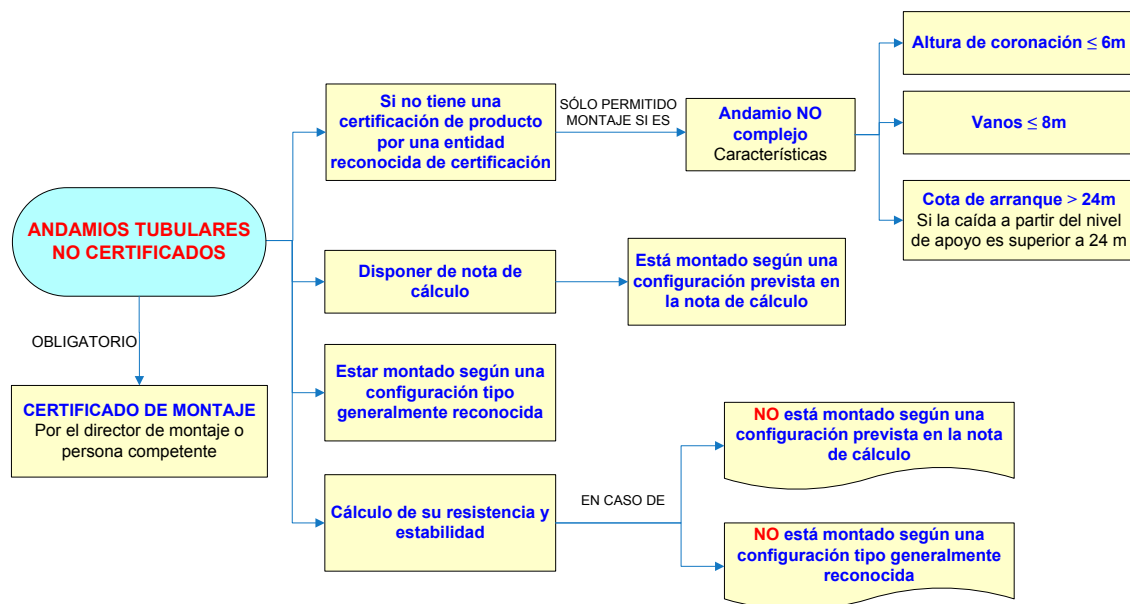 ANDAMIOS TUBULARES
NO CERTIFICADOS
OBLIGATORIO
CERTIFICADO DE MONTAJE
Por el director de montaje o
persona competente
Si no tiene una
certificación de producto
por una entidad
reconocida de certificación
SÓLO PERMITIDO
MONTAJE SI ES
Andamio NO
complejo
Características
Altura de coronación ≤ 6m
Vanos ≤ 8m
Cota de arranque > 24m
Si la caída a partir del nivel
de apoyo es superior a 24 m
Disponer de nota de
cálculo
Está montado según una
configuración prevista en
la nota de cálculo
Estar montado según una
configuración tipo
generalmente reconocida
Cálculo de su resistencia y
estabilidad
EN CASO DE
NO está montado según una
configuración prevista en la nota
de cálculo
NO está montado según una
configuración tipo generalmente
reconocida